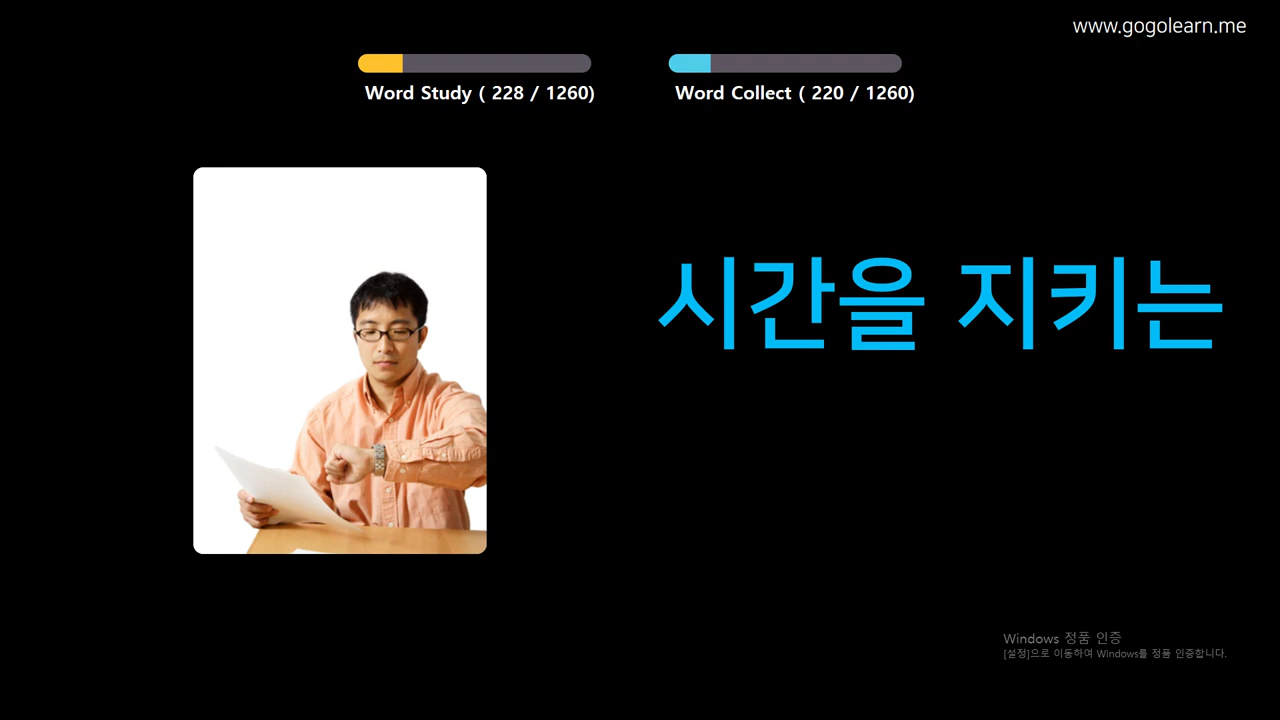 www.gogolearn.me
Word Study ( 228 / 1260)
Word Collect ( 220 / 1260)
시간을 지키는
Windows 정품 인증
[설정]으로 이동하여 Windows를 정품 인증합니다.